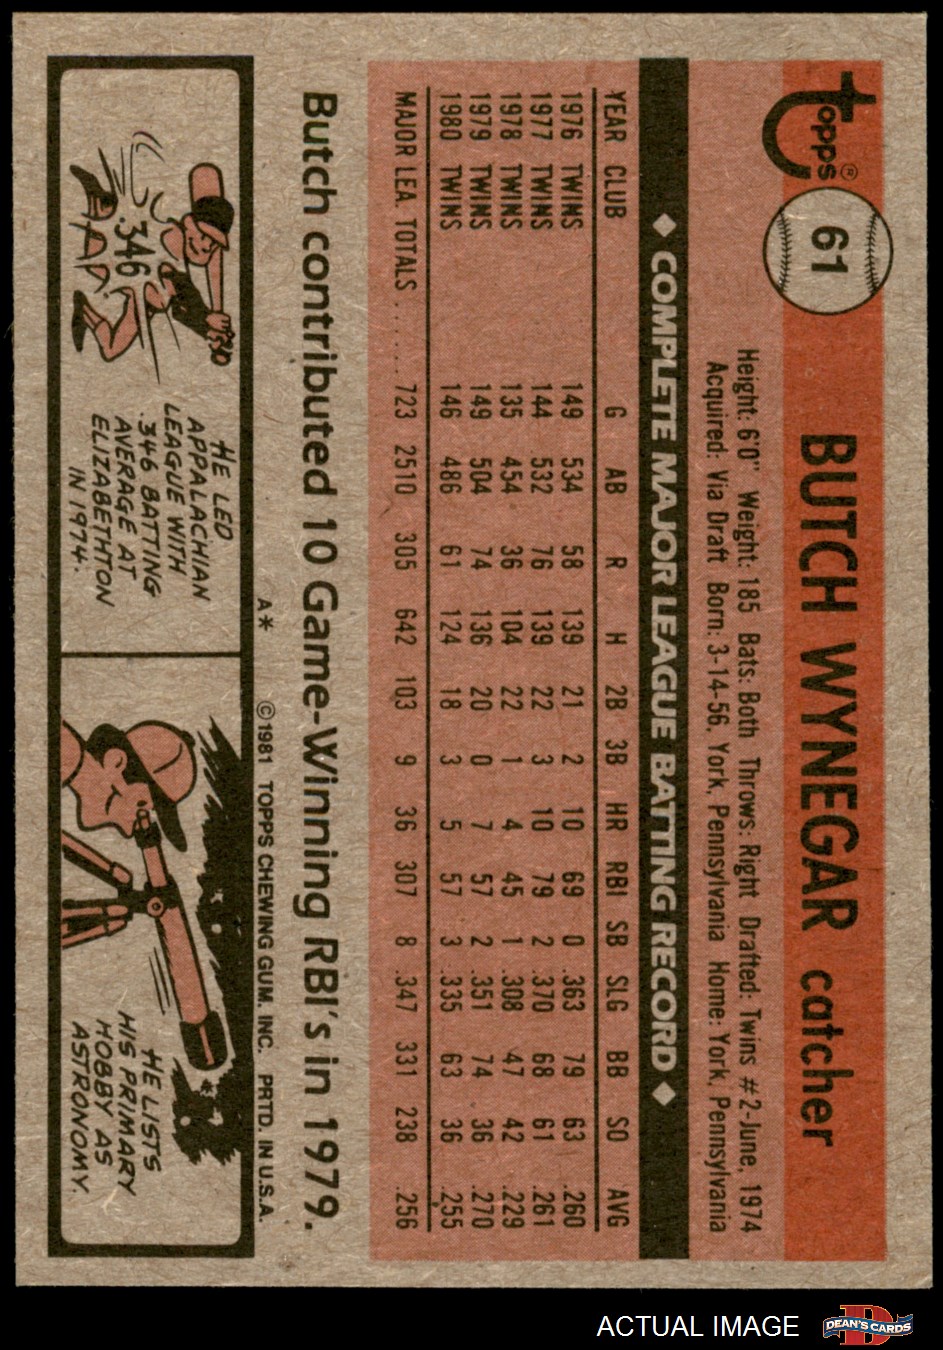 topps®
61
BUTCH WYNEGAR catcher
Height: 6'0" Weight: 185 Bats: Both Throws: Right Drafted: Twins #2-June, 1974
Acquired: Via Draft Born: 3-14-56, York, Pennsylvania Home: York, Pennsylvania
◆ COMPLETE MAJOR LEAGUE BATTING RECORD ◆
YEAR CLUB G AB R H 2B 3B HR RBI SB SLG BB SO AVG
1976 TWINS 149 534 58 139 21 2 10 69 0 .363 79 63 .260
1977 TWINS 144 532 76 139 22 3 10 79 2 .370 68 61 .261
1978 TWINS 135 454 36 104 22 1 4 45 1 .308 47 42 .229
1979 TWINS 149 504 74 136 20 0 7 57 2 .351 74 36 .270
1980 TWINS 146 486 61 124 18 3 5 57 3 .335 63 36 .255
MAJOR LEA. TOTALS ...... 723 2510 305 642 103 9 36 307 8 .347 331 238 .256
Butch contributed 10 Game-Winning RBI's in 1979.
A* ©1981 TOPPS CHEWING GUM, INC. PRTD. IN U.S.A.
.346
HE LED
APPALACHIAN
LEAGUE WITH
.346 BATTING
AVERAGE AT
ELIZABETHTON
IN 1974.
HE LISTS
HIS PRIMARY
HOBBY AS
ASTRONOMY.
ACTUAL IMAGE
DEAN'S CARDS